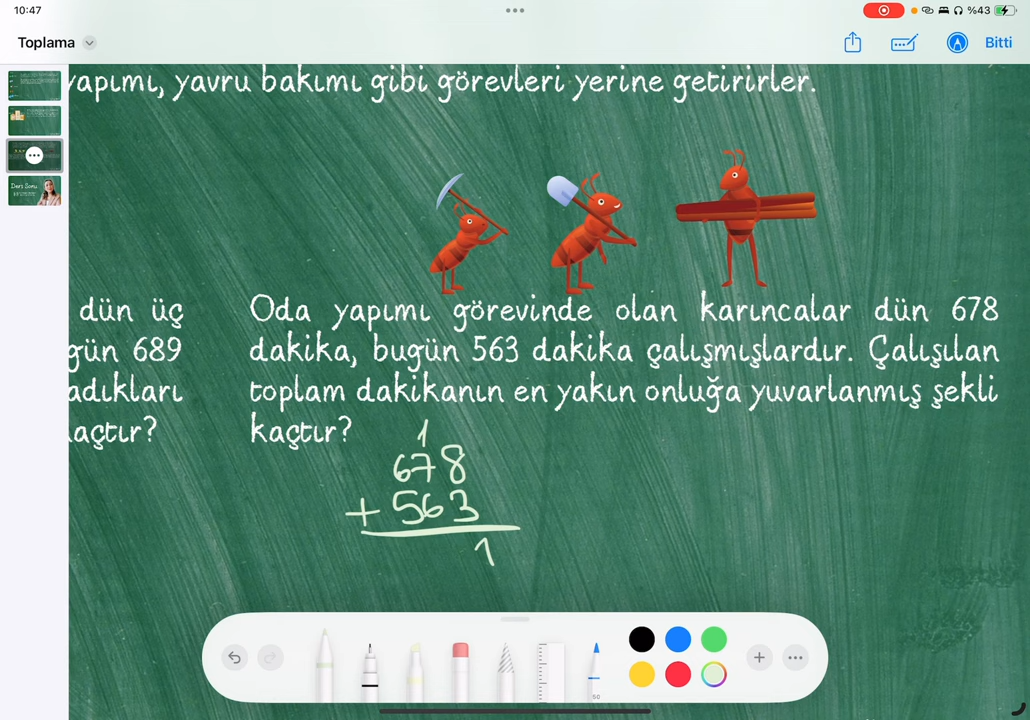 10:47
%43
Toplama
Bitti
yapımı, yavru bakımı gibi görevleri yerine getirirler.
dün üç
gün 689
adıkları
açtır?
Oda yapımı görevinde olan karıncalar dün 678
dakika, bugün 563 dakika çalışmışlardır. Çalışılan
toplam dakikanın en yakın onluğa yuvarlanmış şekli
kaçtır?
1
678
+ 563
1
Ders Sonu
50